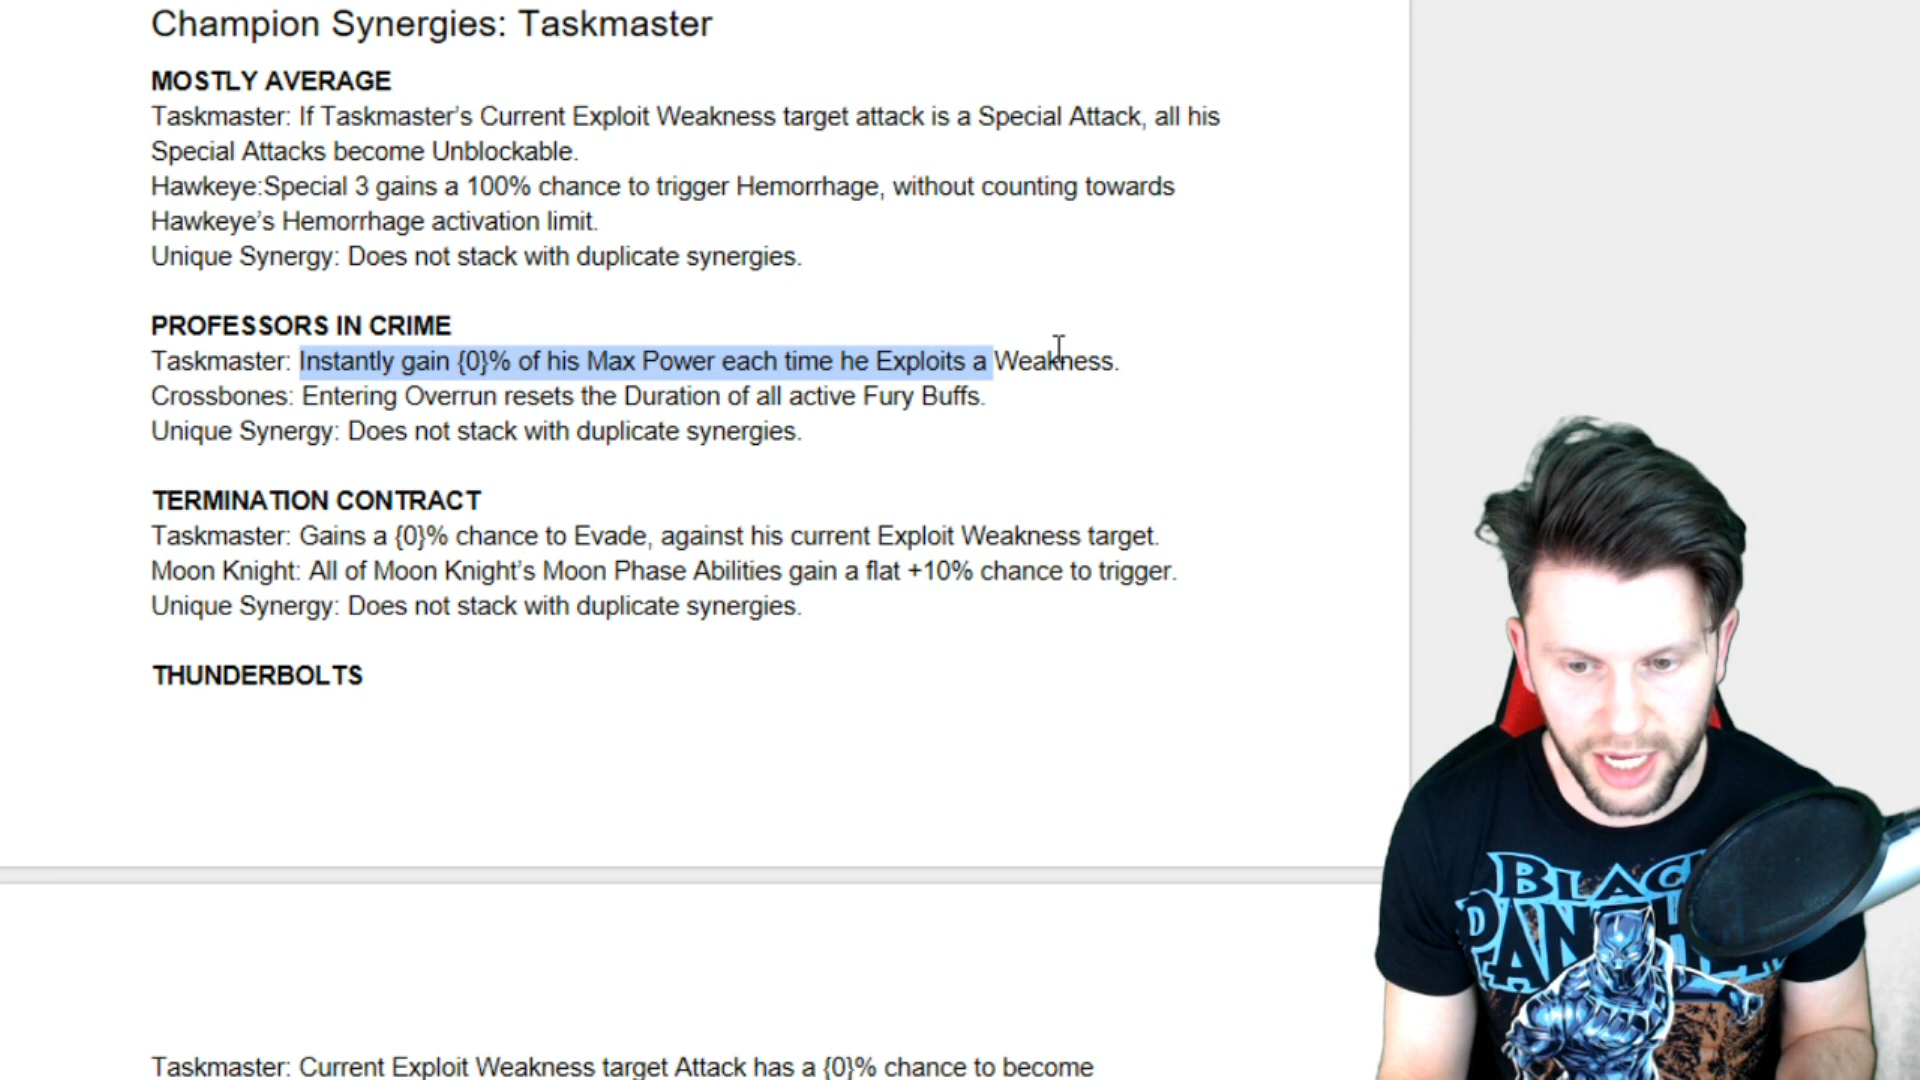 Champion Synergies: Taskmaster
MOSTLY AVERAGE
Taskmaster: If Taskmaster's Current Exploit Weakness target attack is a Special Attack, all his
Special Attacks become Unblockable.
Hawkeye:Special 3 gains a 100% chance to trigger Hemorrhage, without counting towards
Hawkeye's Hemorrhage activation limit.
Unique Synergy: Does not stack with duplicate synergies.
PROFESSORS IN CRIME
Taskmaster: Instantly gain {0}% of his Max Power each time he Exploits a Weakness.
Crossbones: Entering Overrun resets the Duration of all active Fury Buffs.
Unique Synergy: Does not stack with duplicate synergies.
TERMINATION CONTRACT
Taskmaster: Gains a {0}% chance to Evade, against his current Exploit Weakness target.
Moon Knight: All of Moon Knight's Moon Phase Abilities gain a flat +10% chance to trigger.
Unique Synergy: Does not stack with duplicate synergies.
THUNDERBOLTS
Taskmaster: Current Exploit Weakness target Attack has a {0}% chance to become